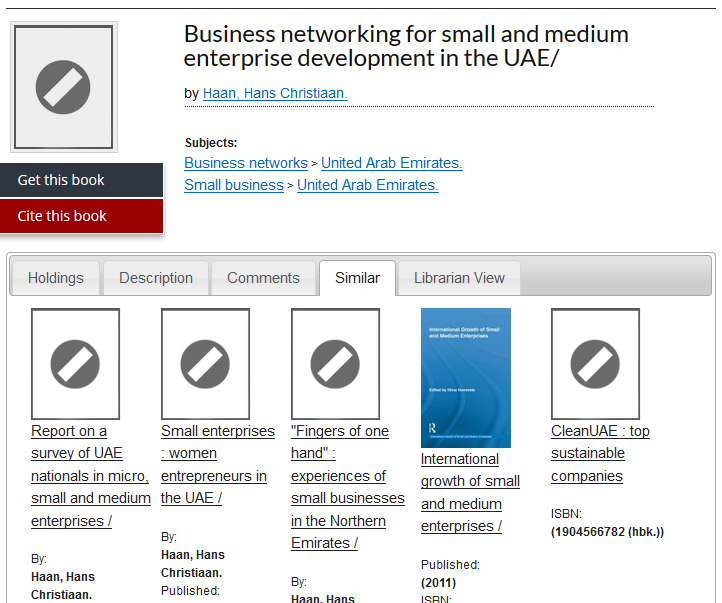 Business networking for small and medium
enterprise development in the UAE/
by Haan, Hans Christiaan.
Subjects:
Business networks > United Arab Emirates.
Small business > United Arab Emirates.
Get this book
Cite this book
Holdings
Description
Comments
Similar
Librarian View
Report on a
survey of UAE
nationals in micro,
small and medium
enterprises /
By:
Haan, Hans
Christiaan.
Small enterprises
: women
entrepreneurs in
the UAE /
By:
Haan, Hans
Christiaan.
Published:
"Fingers of one
hand" :
experiences of
small businesses
in the Northern
Emirates /
By:
Haan, Hans
International Growth of Small
and Medium Enterprises
Edited by
R
International
growth of small
and medium
enterprises /
Published:
(2011)
ISBN:
CleanUAE : top
sustainable
companies
ISBN:
(1904566782 (hbk.))